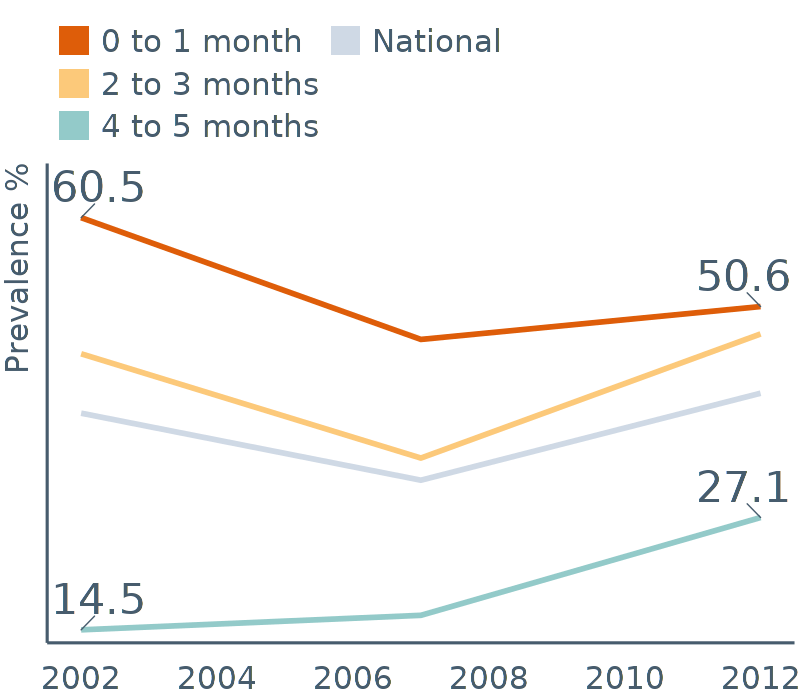 0 to 1 month
National
2 to 3 months
4 to 5 months
Prevalence %
60.5
50.6
27.1
14.5
2002 2004 2006 2008 2010 2012